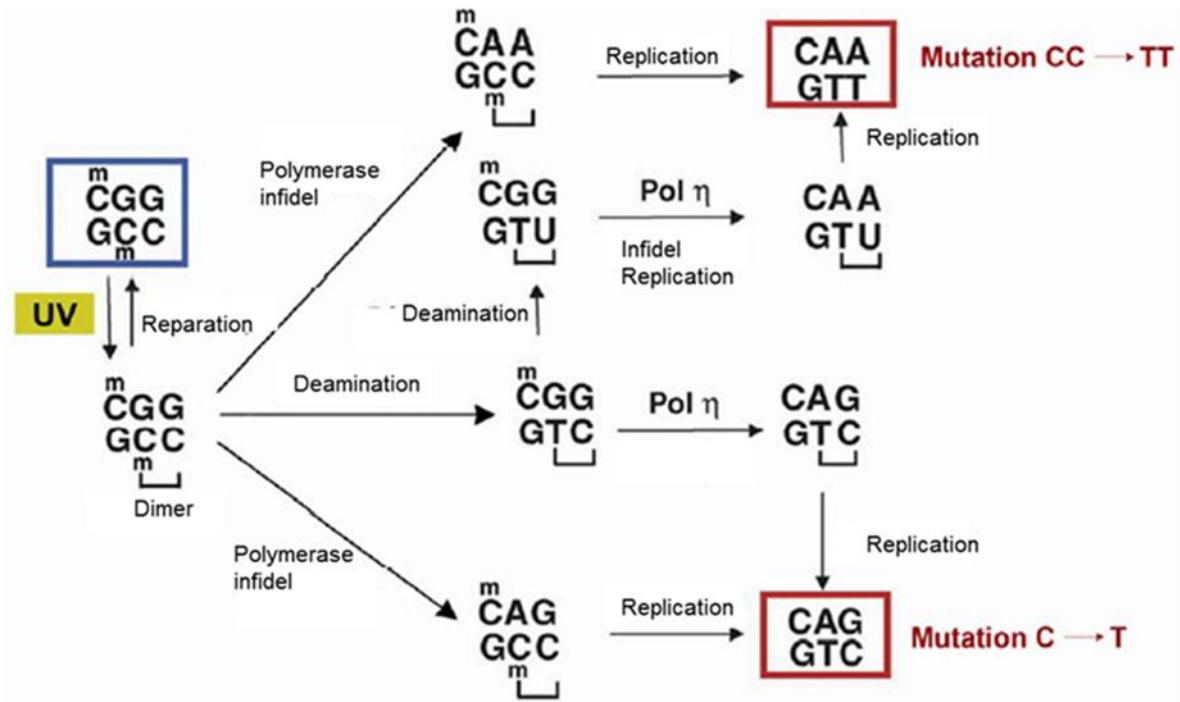 m
CAA
GCC
m
Replication
CAA
GTT
Mutation CC → TT
Replication
Polymerase
infidel
m
CGG
GCC
m
m
CGG
GTU
Pol η
Infidel
Replication
CAA
GTU
UV
Reparation
Deamination
m
CGG
GCC
m
Dimer
Deamination
m
CGG
GTC
Pol η
CAG
GTC
Replication
Polymerase
infidel
m
CAG
GCC
m
Replication
CAG
GTC
Mutation C → T